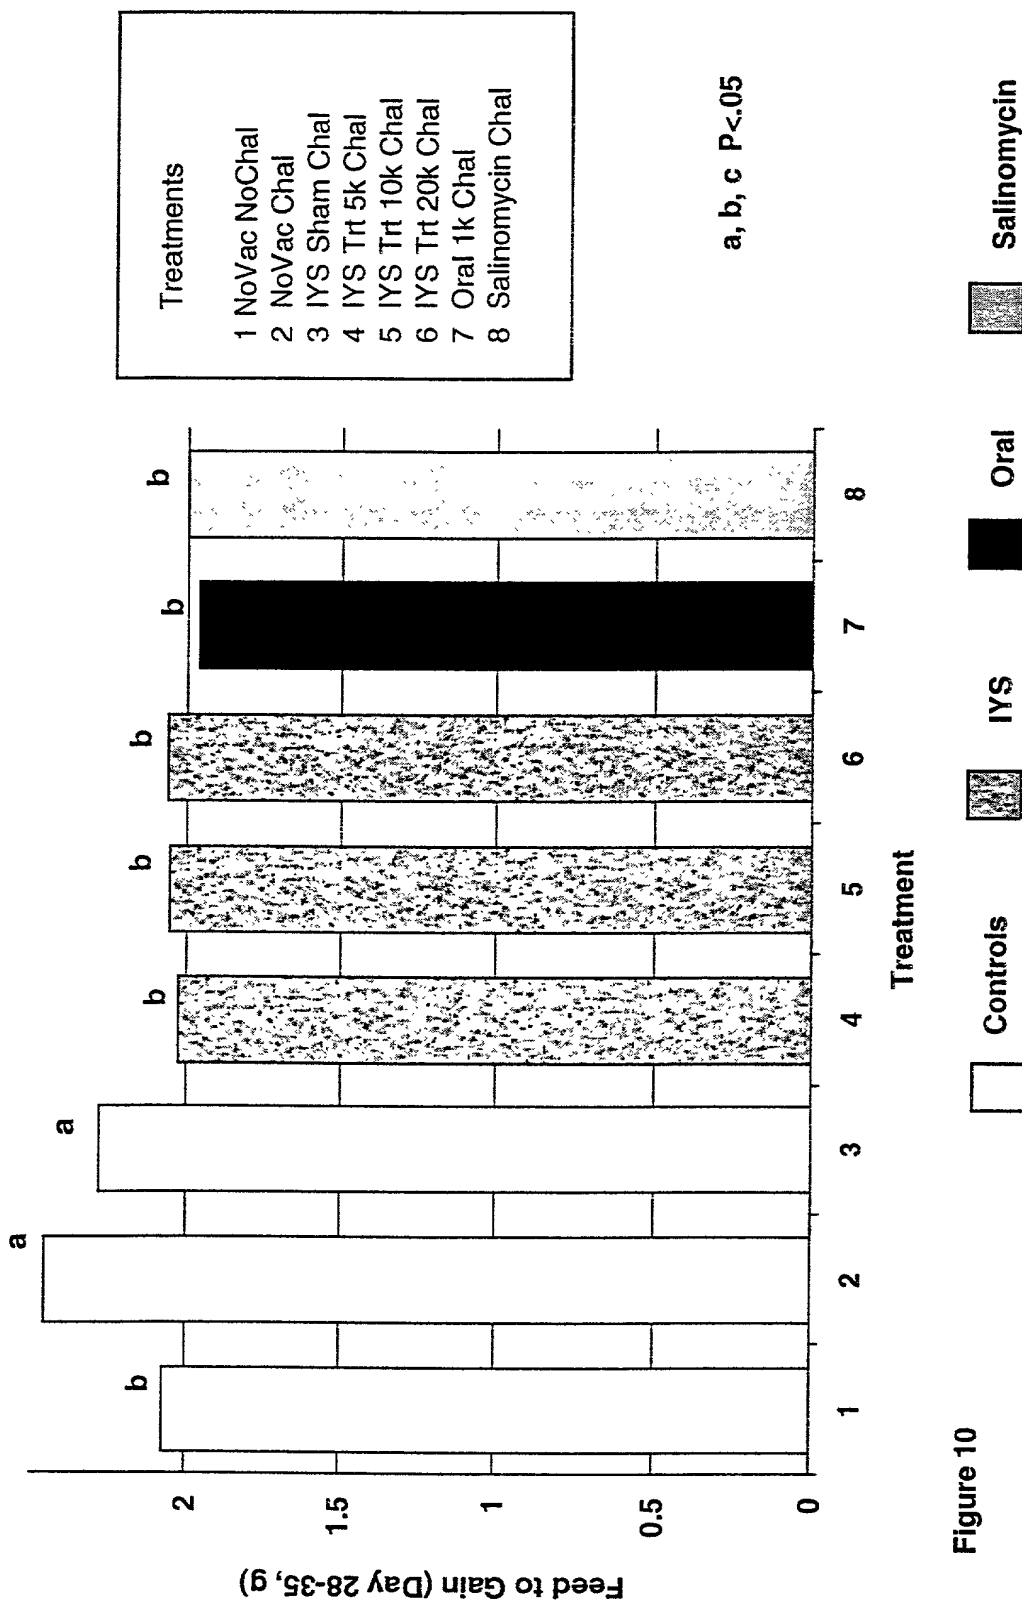 Feed to Gain (Day 28-35, g)
2
1.5
1
0.5
0
b
a
a
b
b
b
b
b
1 2 3 4 5 6 7 8
Treatment
Treatments
1 NoVac NoChal
2 NoVac Chal
3 IYS Sham Chal
4 IYS Trt 5k Chal
5 IYS Trt 10k Chal
6 IYS Trt 20k Chal
7 Oral 1k Chal
8 Salinomycin Chal
a, b, c P<.05
Controls IYS Oral Salinomycin
Figure 10